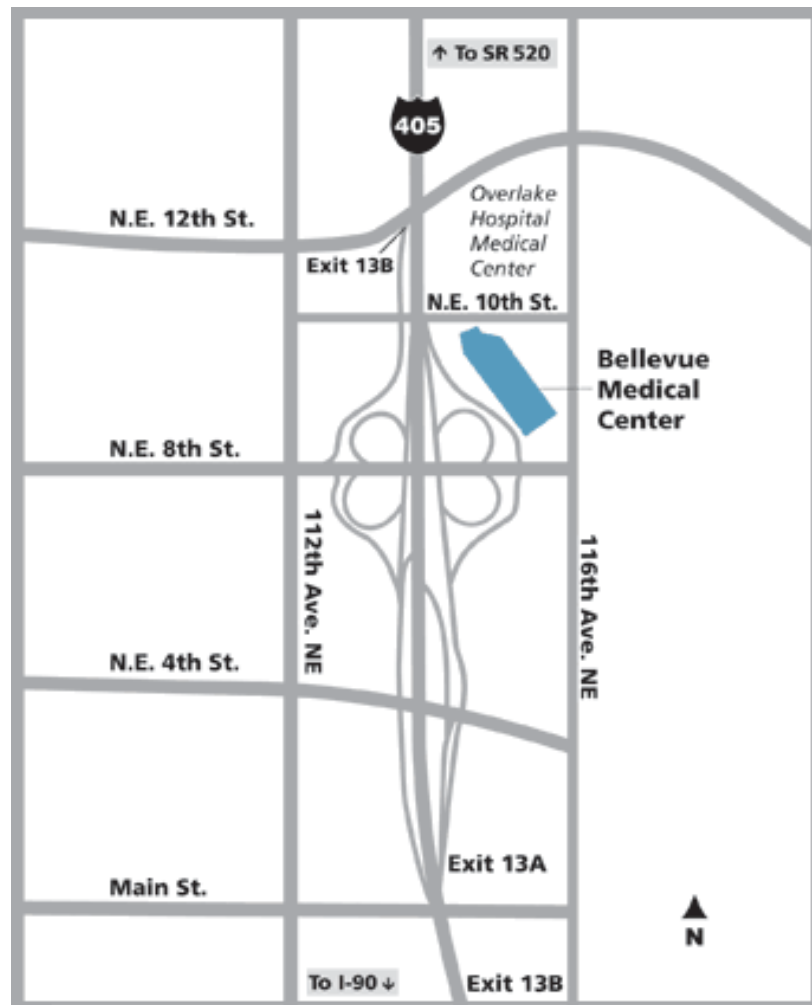 ↑ To SR 520
405
Overlake
Hospital
Medical
Center
N.E. 12th St.
Exit 13B
N.E. 10th St.
Bellevue
Medical
Center
N.E. 8th St.
112th Ave. NE
116th Ave. NE
N.E. 4th St.
Exit 13A
Main St.
N
To I-90 ↓
Exit 13B